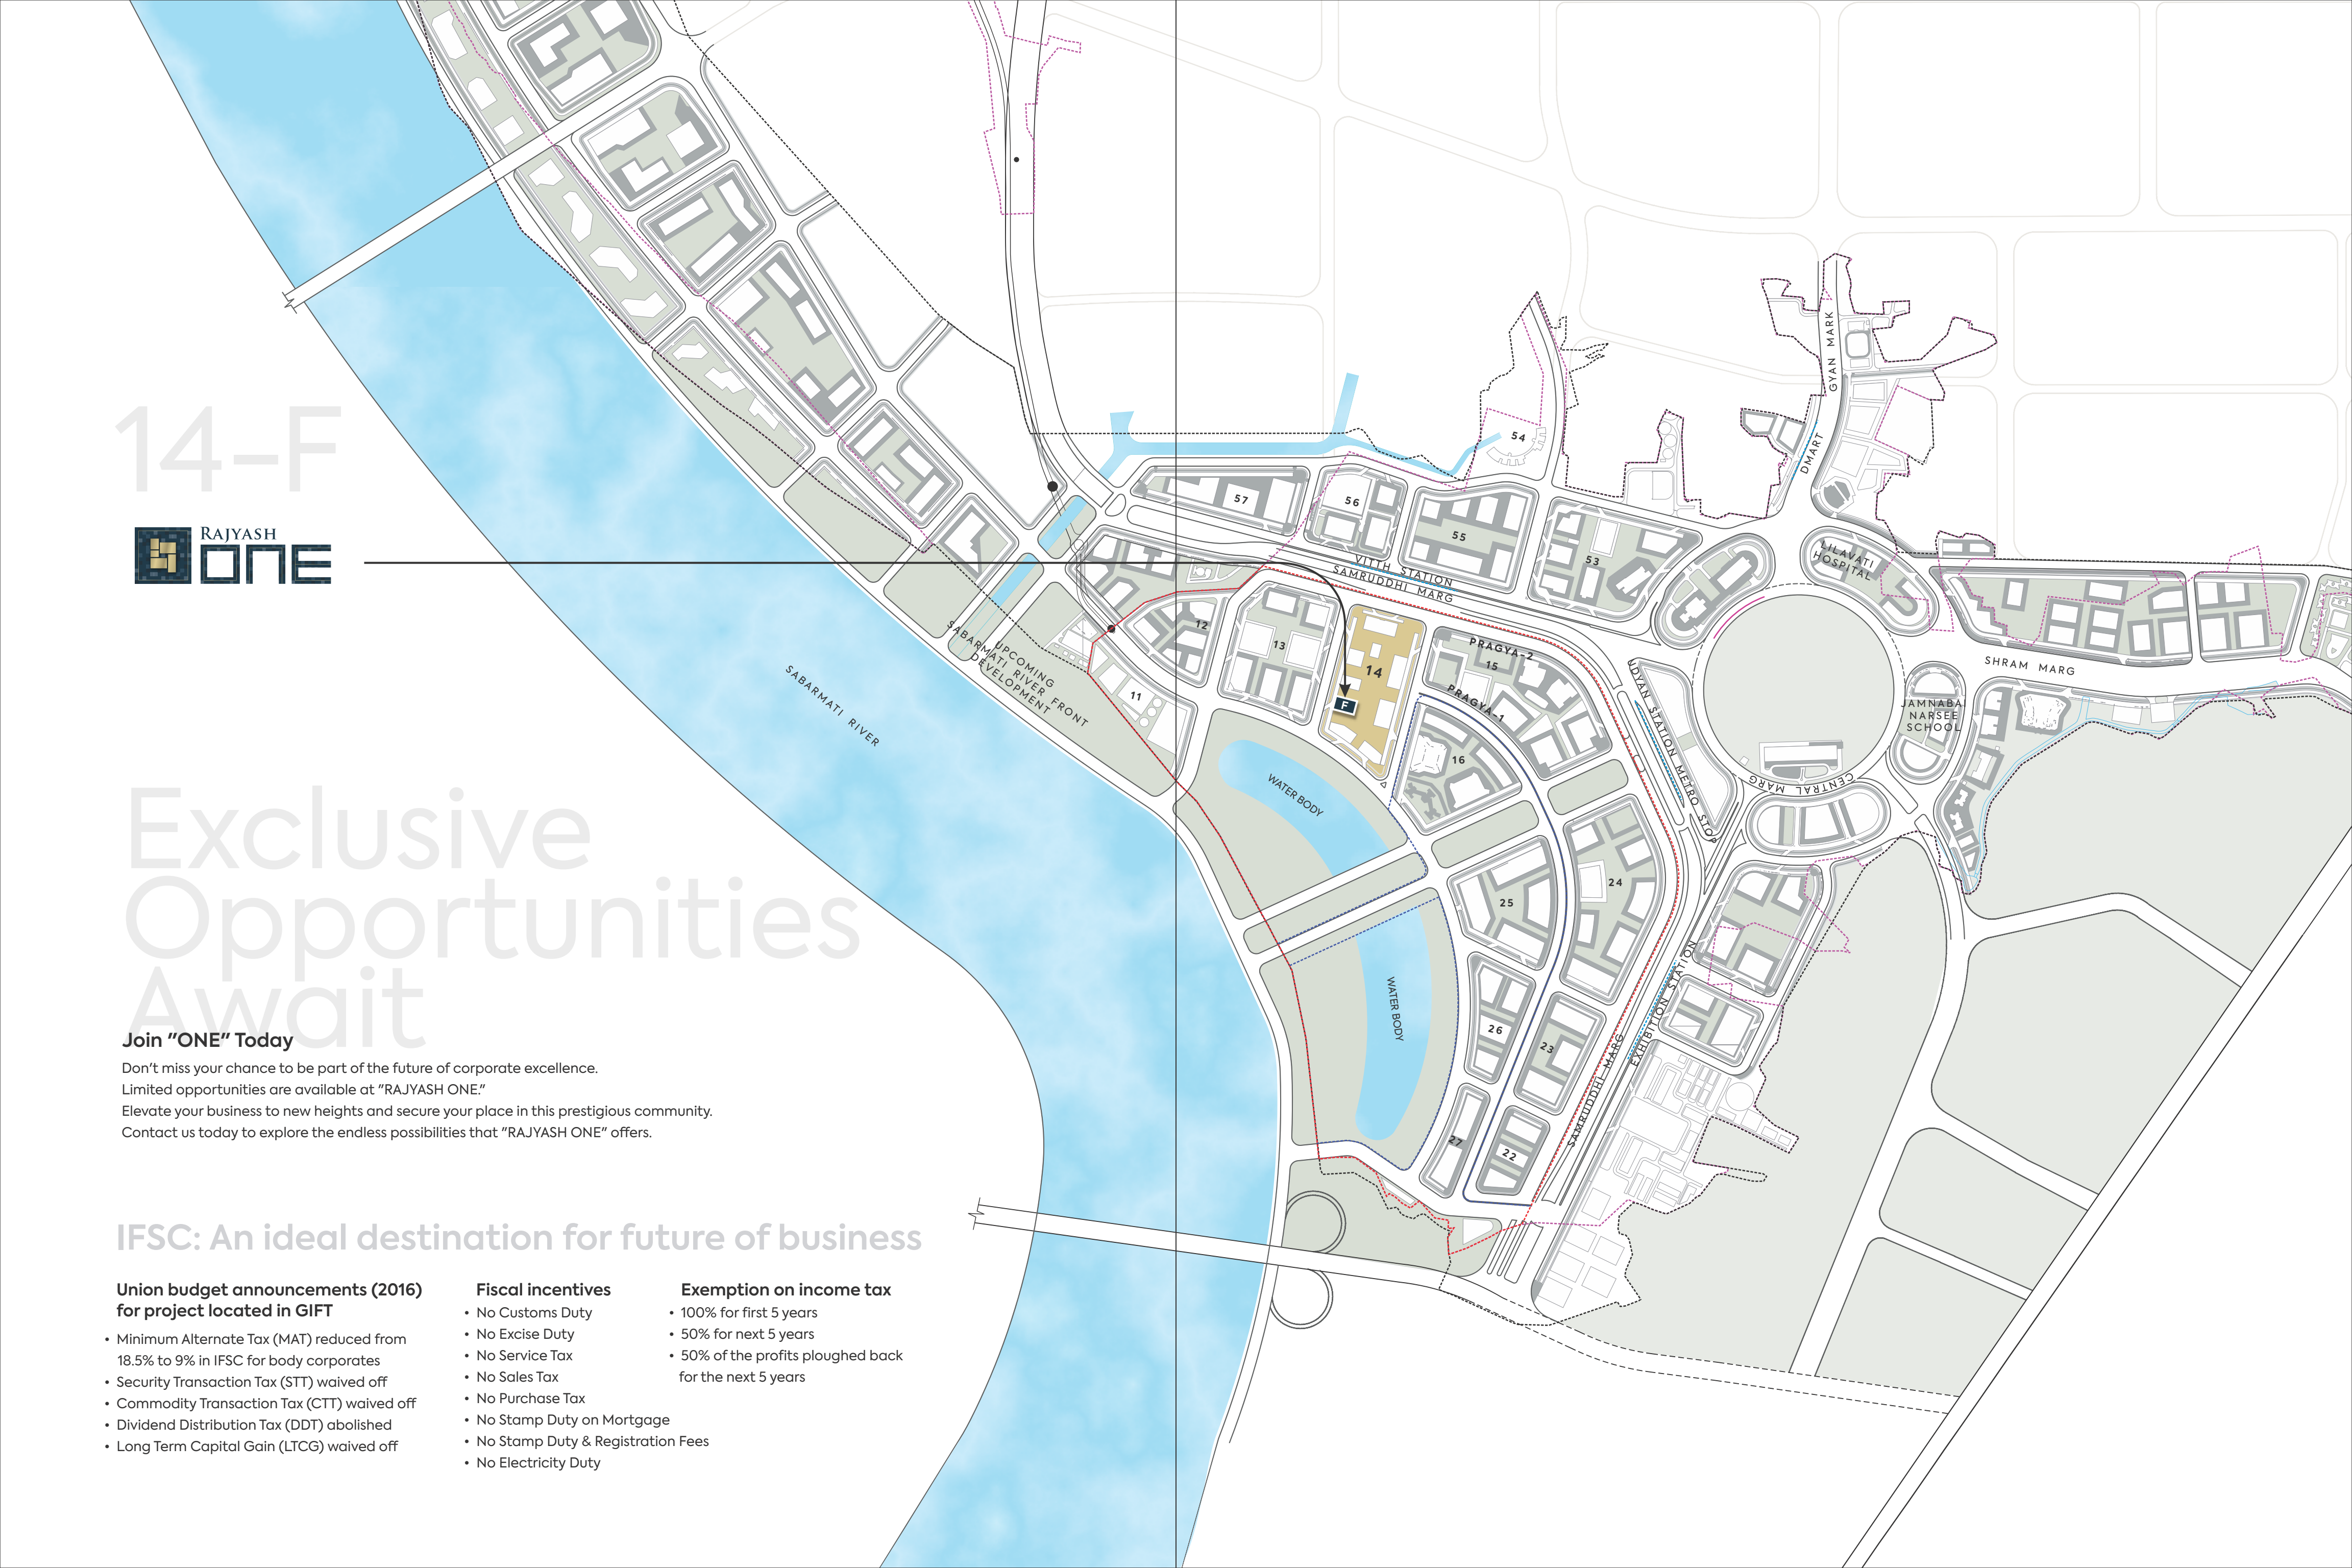 14–F
RAJYASH
ONE
Exclusive
Opportunities
Await
Join "ONE" Today
Don't miss your chance to be part of the future of corporate excellence.
Limited opportunities are available at "RAJYASH ONE."
Elevate your business to new heights and secure your place in this prestigious community.
Contact us today to explore the endless possibilities that "RAJYASH ONE" offers.
IFSC: An ideal destination for future of business
Union budget announcements (2016)
for project located in GIFT
• Minimum Alternate Tax (MAT) reduced from
18.5% to 9% in IFSC for body corporates
• Security Transaction Tax (STT) waived off
• Commodity Transaction Tax (CTT) waived off
• Dividend Distribution Tax (DDT) abolished
• Long Term Capital Gain (LTCG) waived off
Fiscal incentives
• No Customs Duty
• No Excise Duty
• No Service Tax
• No Sales Tax
• No Purchase Tax
• No Stamp Duty on Mortgage
• No Stamp Duty & Registration Fees
• No Electricity Duty
Exemption on income tax
• 100% for first 5 years
• 50% for next 5 years
• 50% of the profits ploughed back
for the next 5 years
SABARMATI RIVER
UPCOMING
SABARMATI RIVER FRONT
DEVELOPMENT
WATER BODY
WATER BODY
57
56
55
54
53
VITTH STATION
SAMRUDDHI MARG
11
12
13
14
F
PRAGYA-2
15
PRAGYA-1
16
25
24
26
23
27
22
UDYAN STATION METRO STOP
EXHIBITION STATION
SAMRUDDHI MARG
GYAN MARK
DMART
LILAVATI
HOSPITAL
SHRAM MARG
JAMNABAI
NARSEE
SCHOOL
CENTRAL MARG